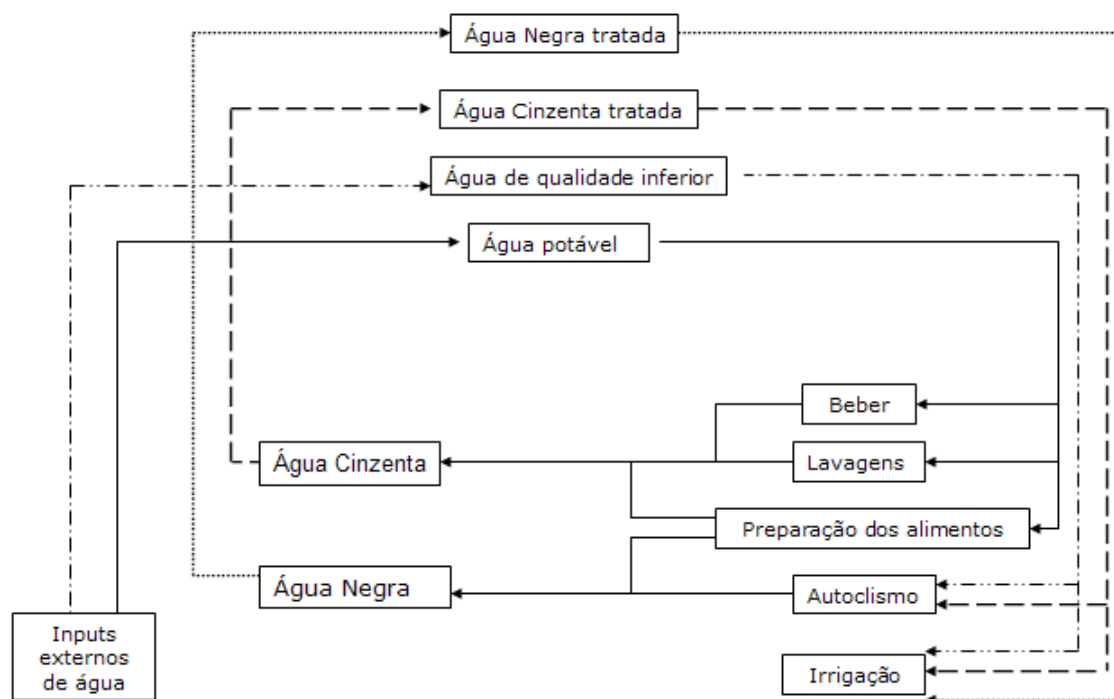 Água Negra tratada
Água Cinzenta tratada
Água de qualidade inferior
Água potável
Beber
Água Cinzenta
Lavagens
Preparação dos alimentos
Água Negra
Autoclismo
Inputs
externos
de água
Irrigação